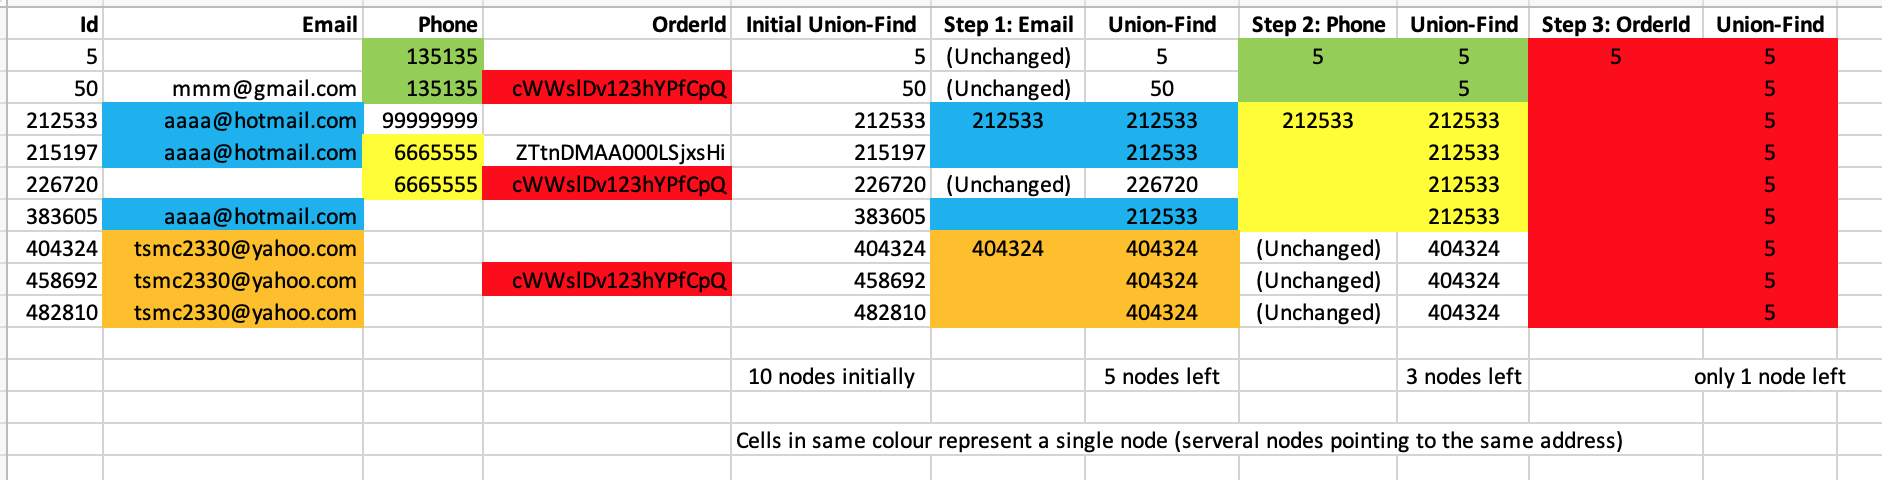 Id Email Phone OrderId Initial Union-Find Step 1: Email Union-Find Step 2: Phone Union-Find Step 3: OrderId Union-Find
5 135135 5 (Unchanged) 5 5 5 5 5
50 mmm@gmail.com 135135 cWWslDv123hYPfCpQ 50 (Unchanged) 50 5 5
212533 aaaa@hotmail.com 99999999 212533 212533 212533 212533 212533 5
215197 aaaa@hotmail.com 6665555 ZTtnDMAA000LSjxsHi 215197 212533 212533 5
226720 6665555 cWWslDv123hYPfCpQ 226720 (Unchanged) 226720 212533 5
383605 aaaa@hotmail.com 383605 212533 212533 5
404324 tsmc2330@yahoo.com 404324 404324 404324 (Unchanged) 404324 5
458692 tsmc2330@yahoo.com cWWslDv123hYPfCpQ 458692 404324 (Unchanged) 404324 5
482810 tsmc2330@yahoo.com 482810 404324 (Unchanged) 404324 5
10 nodes initially 5 nodes left 3 nodes left only 1 node left
Cells in same colour represent a single node (serveral nodes pointing to the same address)